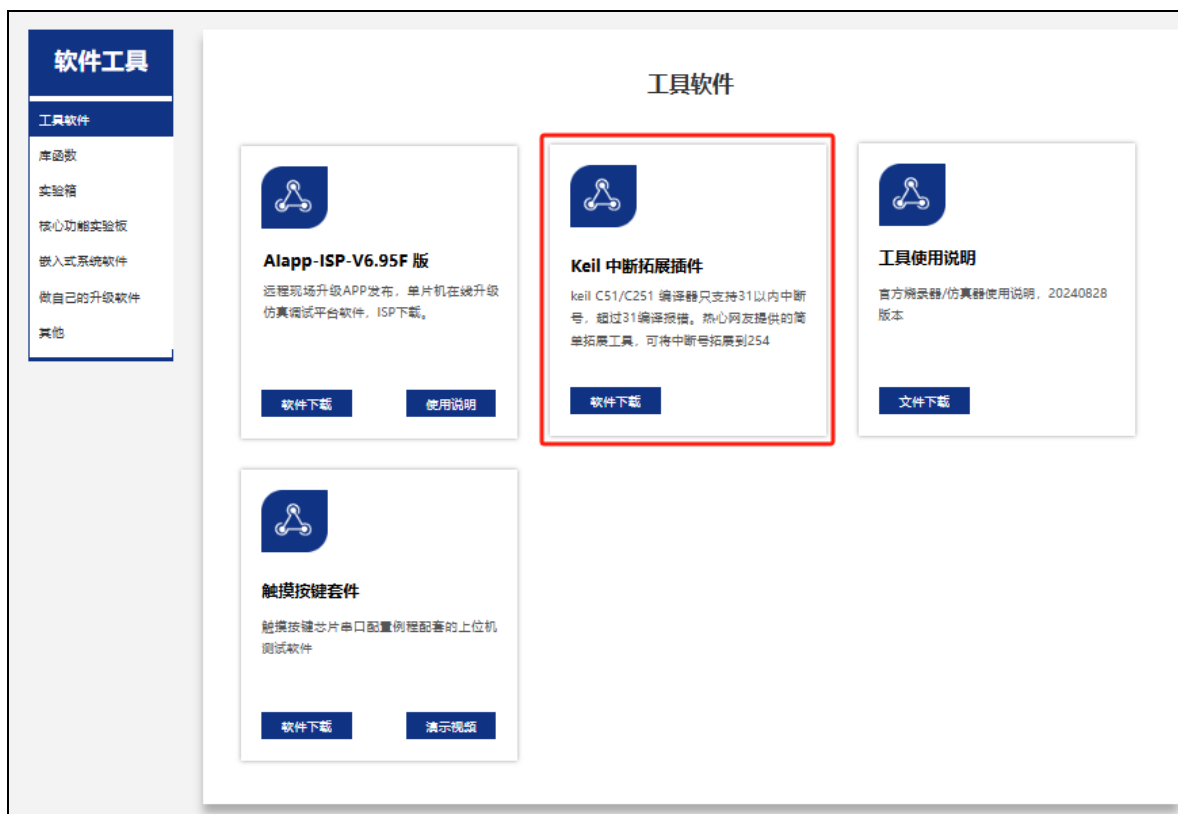 软件工具
工具软件
库函数
实验箱
核心功能实验板
嵌入式系统软件
做自己的升级软件
其他
工具软件
AIapp-ISP-V6.95F 版
远程现场升级APP发布，单片机在线升级
仿真调试平台软件，ISP下载。
软件下载
使用说明
Keil 中断拓展插件
keil C51/C251 编译器只支持31以内中断
号，超过31编译报错。热心网友提供的简
单拓展工具，可将中断号拓展到254
软件下载
工具使用说明
官方烧录器/仿真器使用说明，20240828
版本
文件下载
触摸按键套件
触摸按键芯片串口配置例程配套的上位机
测试软件
软件下载
演示视频